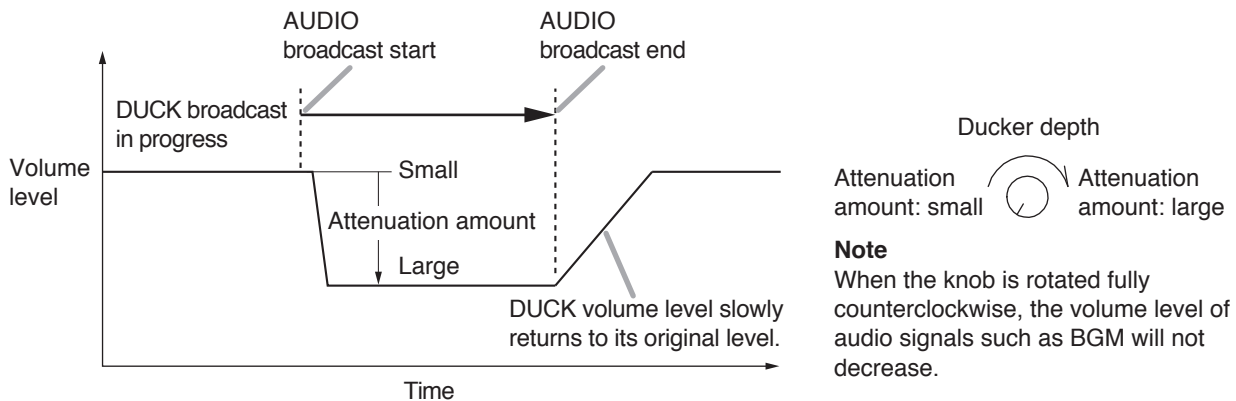 AUDIO
broadcast start
AUDIO
broadcast end
DUCK broadcast
in progress
Volume
level
Small
Attenuation amount
Large
DUCK volume level slowly
returns to its original level.
Time
Ducker depth
Attenuation
amount: small
Attenuation
amount: large
Note
When the knob is rotated fully
counterclockwise, the volume level of
audio signals such as BGM will not
decrease.